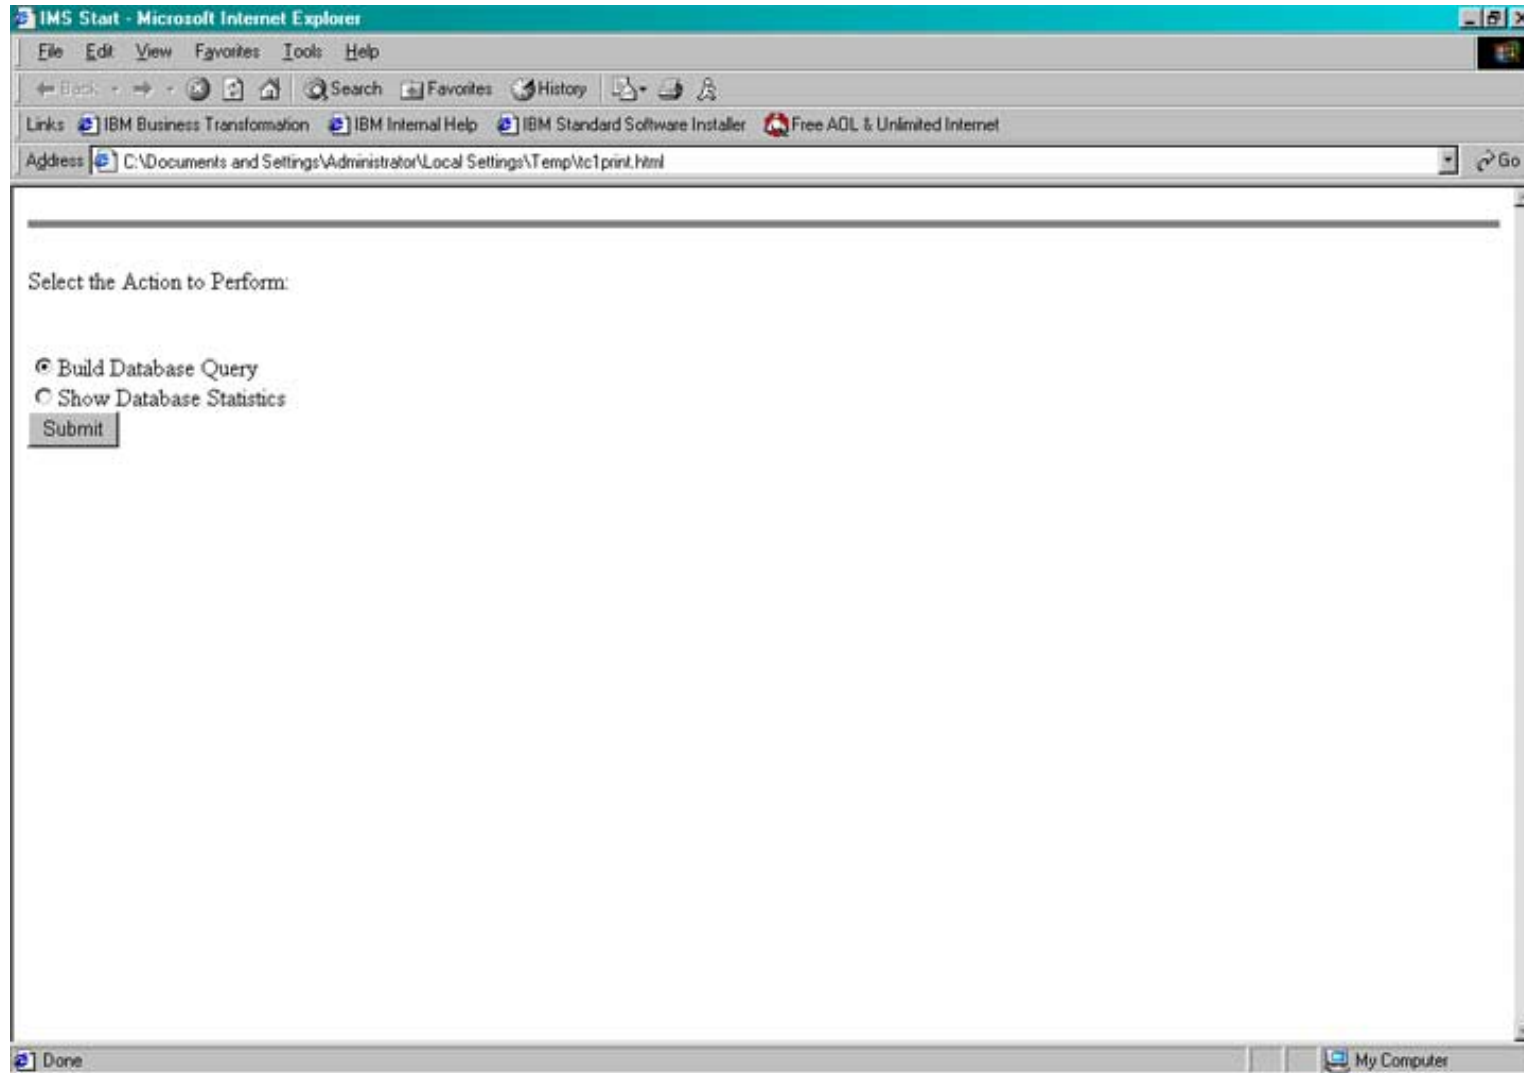 IMS Start - Microsoft Internet Explorer
File Edit View Favorites Tools Help
Back Search Favorites History
Links IBM Business Transformation IBM Internal Help IBM Standard Software Installer Free AOL & Unlimited Internet
Address C:\Documents and Settings\Administrator\Local Settings\Temp\tc1print.html Go
Select the Action to Perform:
Build Database Query
Show Database Statistics
Submit
Done My Computer